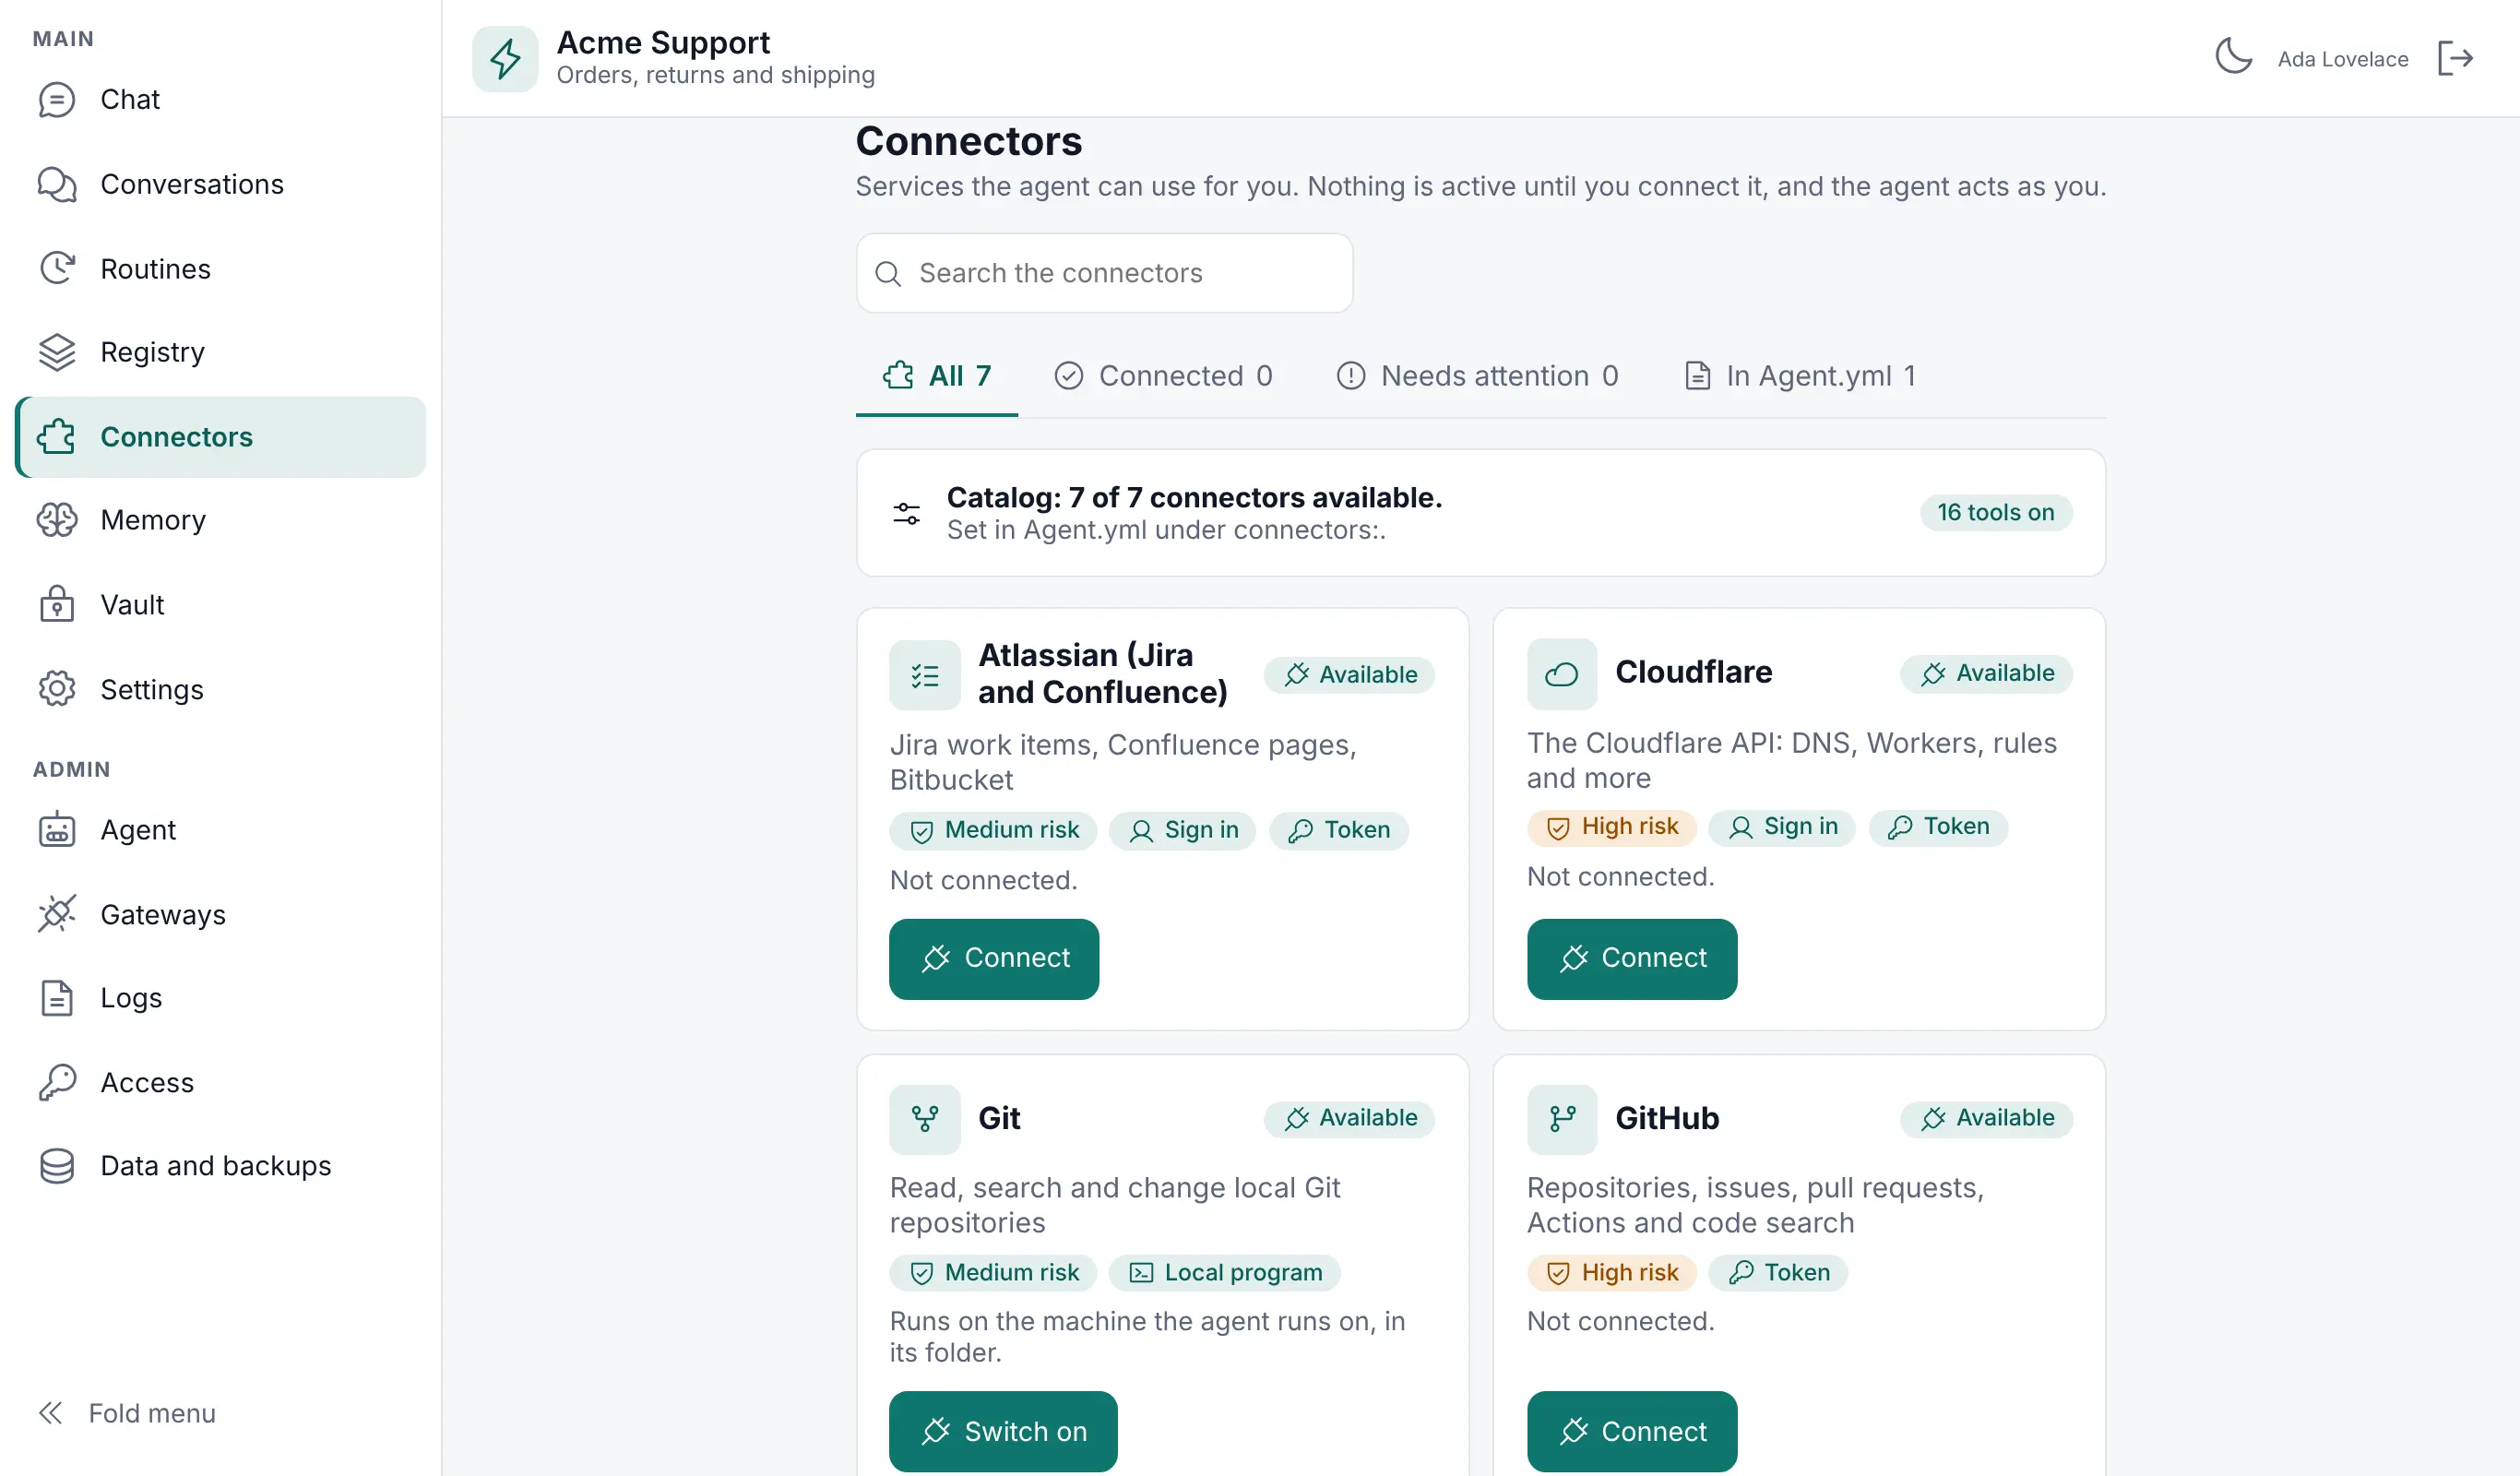 MAIN
Chat
Conversations
Routines
Registry
Connectors
Memory
Vault
Settings
ADMIN
Agent
Gateways
Logs
Access
Data and backups
Fold menu
Acme Support
Orders, returns and shipping
Ada Lovelace
Connectors
Services the agent can use for you. Nothing is active until you connect it, and the agent acts as you.
Search the connectors
All 7
Connected 0
Needs attention 0
In Agent.yml 1
Catalog: 7 of 7 connectors available.
Set in Agent.yml under connectors:.
16 tools on
Atlassian (Jira
and Confluence)
Available
Jira work items, Confluence pages,
Bitbucket
Medium risk
Sign in
Token
Not connected.
Connect
Cloudflare
Available
The Cloudflare API: DNS, Workers, rules
and more
High risk
Sign in
Token
Not connected.
Connect
Git
Available
Read, search and change local Git
repositories
Medium risk
Local program
Runs on the machine the agent runs on, in
its folder.
Switch on
GitHub
Available
Repositories, issues, pull requests,
Actions and code search
High risk
Token
Not connected.
Connect